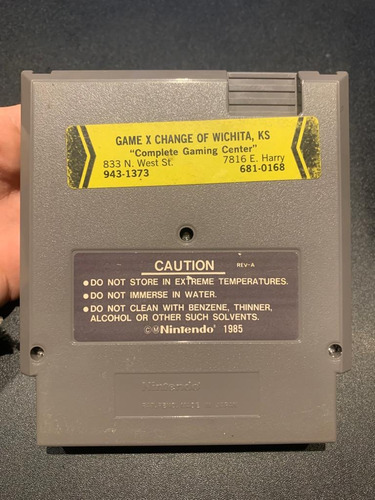 GAME X CHANGE OF WICHITA, KS
"Complete Gaming Center"
833 N. West St. 7816 E. Harry
943-1373 681-0168
CAUTION REV-A
• DO NOT STORE IN EXTREME TEMPERATURES.
• DO NOT IMMERSE IN WATER.
• DO NOT CLEAN WITH BENZENE, THINNER,
ALCOHOL OR OTHER SUCH SOLVENTS.
©Ⓜ Nintendo® 1985
Nintendo